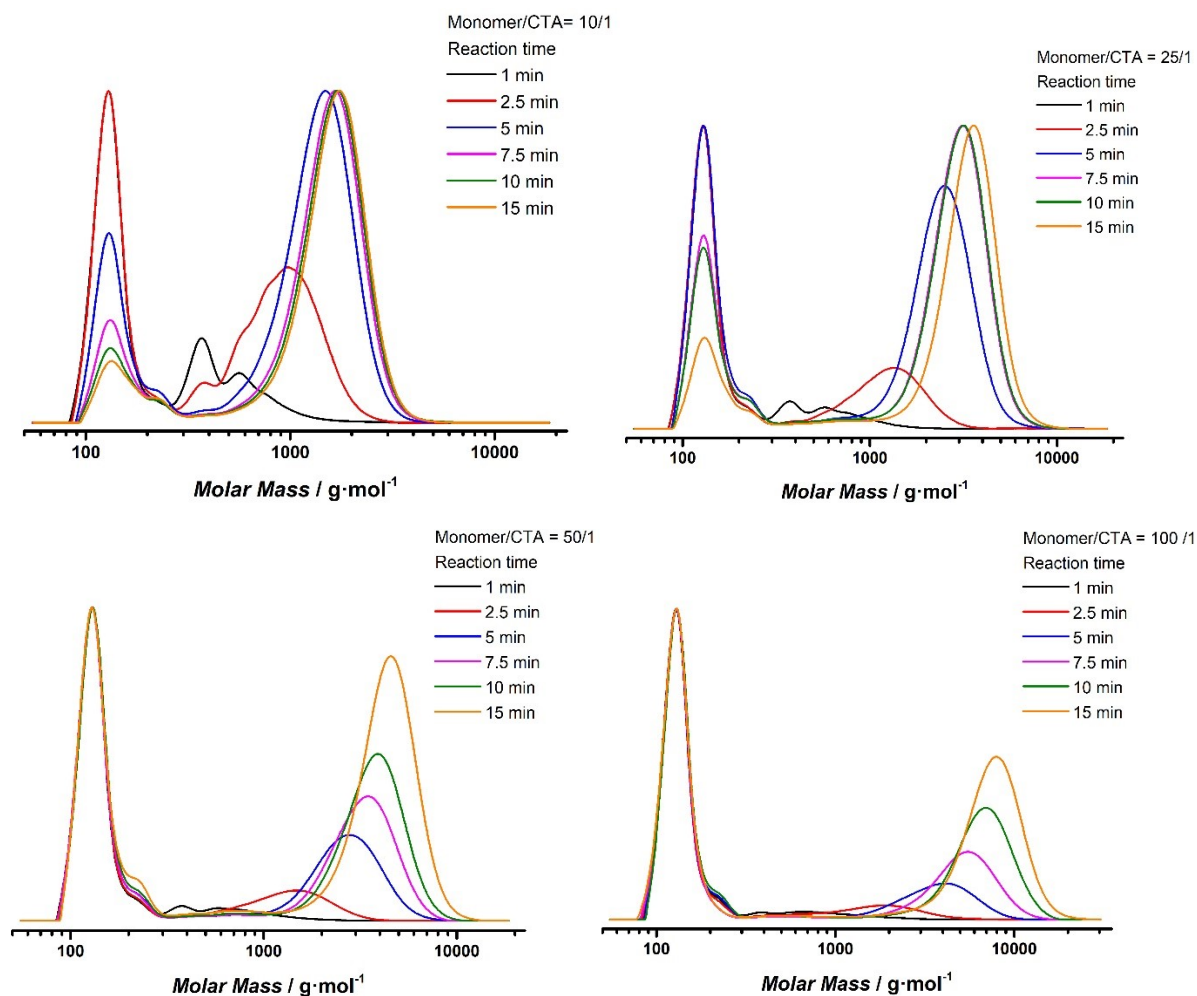 Monomer/CTA= 10/1
Reaction time
1 min
2.5 min
5 min
7.5 min
10 min
15 min
100 1000 10000
Molar Mass / g·mol-1
Monomer/CTA = 25/1
Reaction time
1 min
2.5 min
5 min
7.5 min
10 min
15 min
100 1000 10000
Molar Mass / g·mol-1
Monomer/CTA = 50/1
Reaction time
1 min
2.5 min
5 min
7.5 min
10 min
15 min
100 1000 10000
Molar Mass / g·mol-1
Monomer/CTA = 100 /1
Reaction time
1 min
2.5 min
5 min
7.5 min
10 min
15 min
100 1000 10000
Molar Mass / g·mol-1